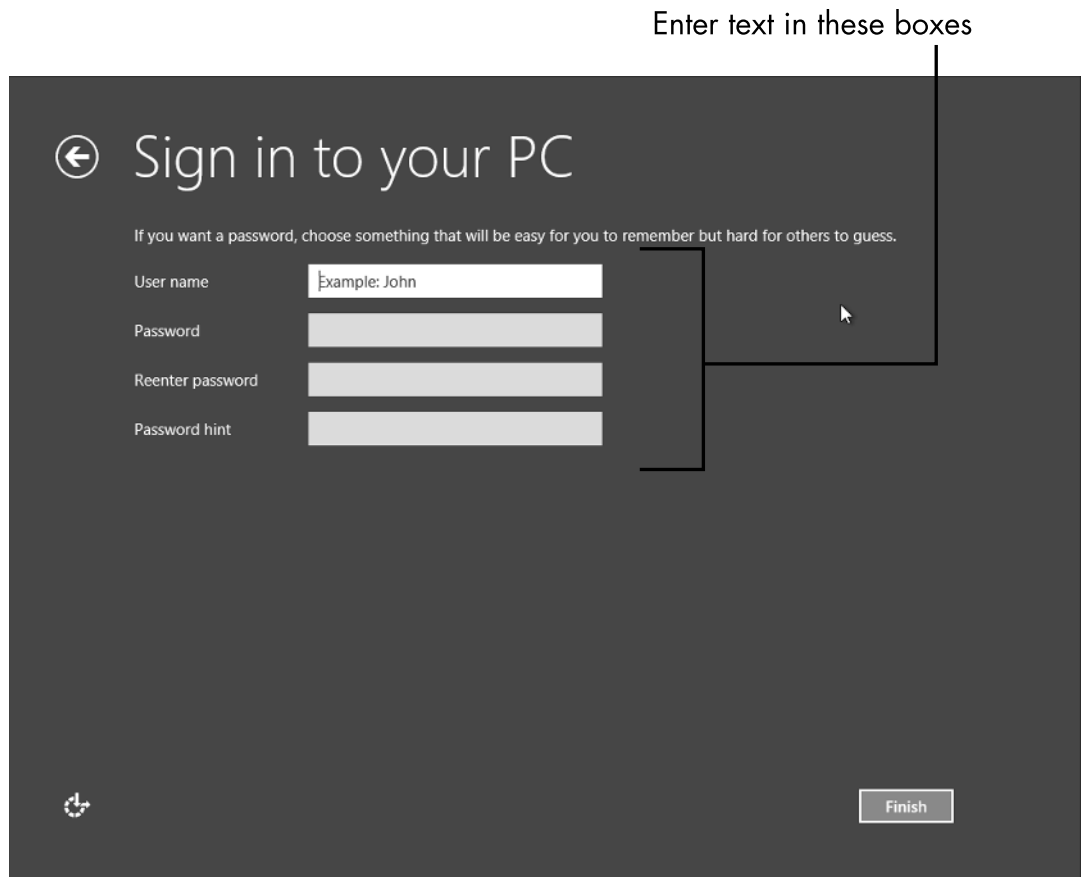 Enter text in these boxes
Sign in to your PC
If you want a password, choose something that will be easy for you to remember but hard for others to guess.
User name
Example: John
Password
Reenter password
Password hint
Finish